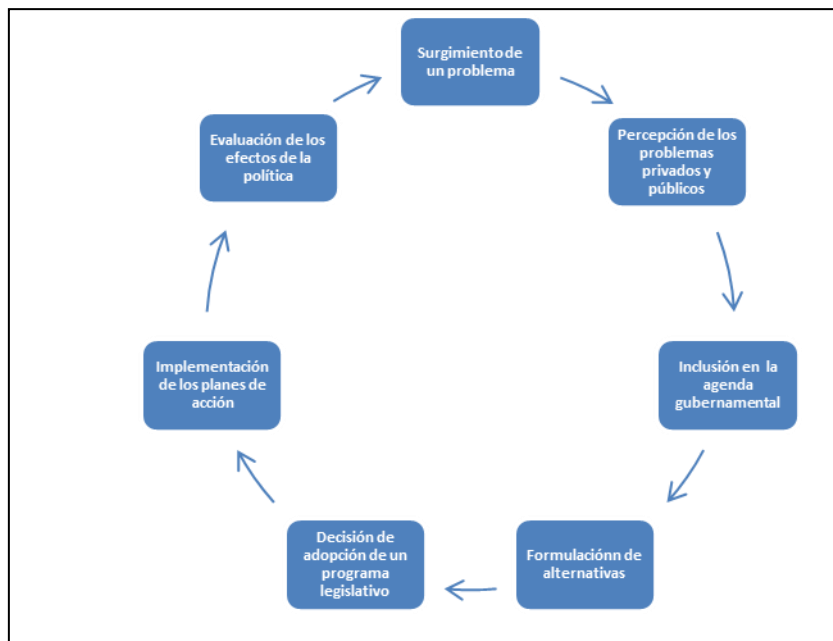 Surgimiento de
un problema
Percepción de los
problemas
privados y
públicos
Inclusión en la
agenda
gubernamental
Formulaciónn de
alternativas
Decisión de
adopción de un
programa
legislativo
Implementación
de los planes de
acción
Evaluación de los
efectos de la
política